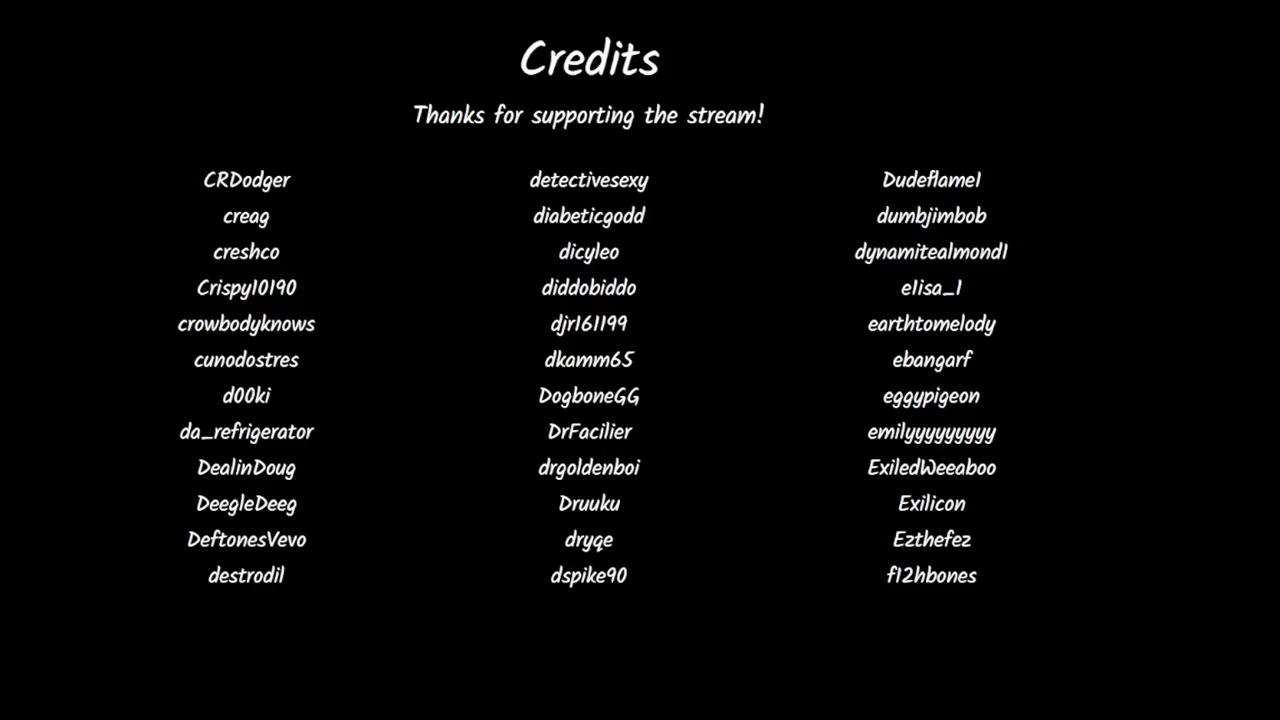 Credits
Thanks for supporting the stream!
CRDodger
creag
creshco
Crispy10190
crowbodyknows
cunodostres
d00ki
da_refrigerator
DealinDoug
DeegleDeeg
DeftonesVevo
destrodil
detectivesexy
diabeticgodd
dicyleo
diddobiddo
djr161199
dkamm65
DogboneGG
DrFacilier
drgoldenboi
Druuku
dryqe
dspike90
Dudeflame1
dumbjimbob
dynamitealmond1
e1isa_1
earthtomelody
ebangarf
eggypigeon
emilyyyyyyyyy
ExiledWeeaboo
Exilicon
Ezthefez
f12hbones